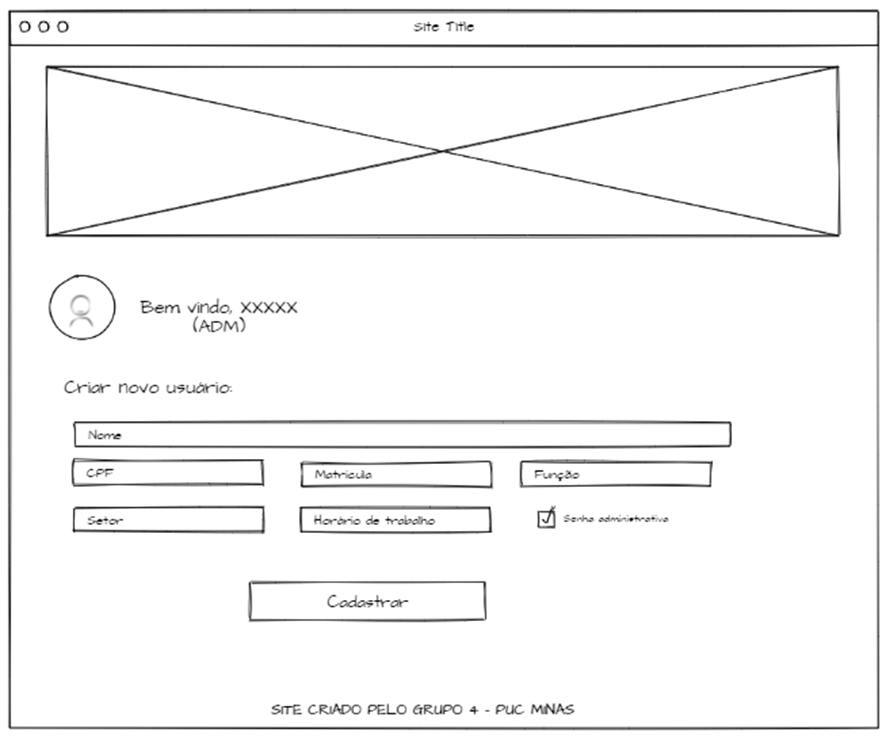 Site Title
Bem vindo, XXXXX
(ADM)
Criar novo usuário:
Nome
CPF
Matrícula
Função
Setor
Horário de trabalho
Senha administrativa
Cadastrar
SITE CRIADO PELO GRUPO 4 - PUC MINAS